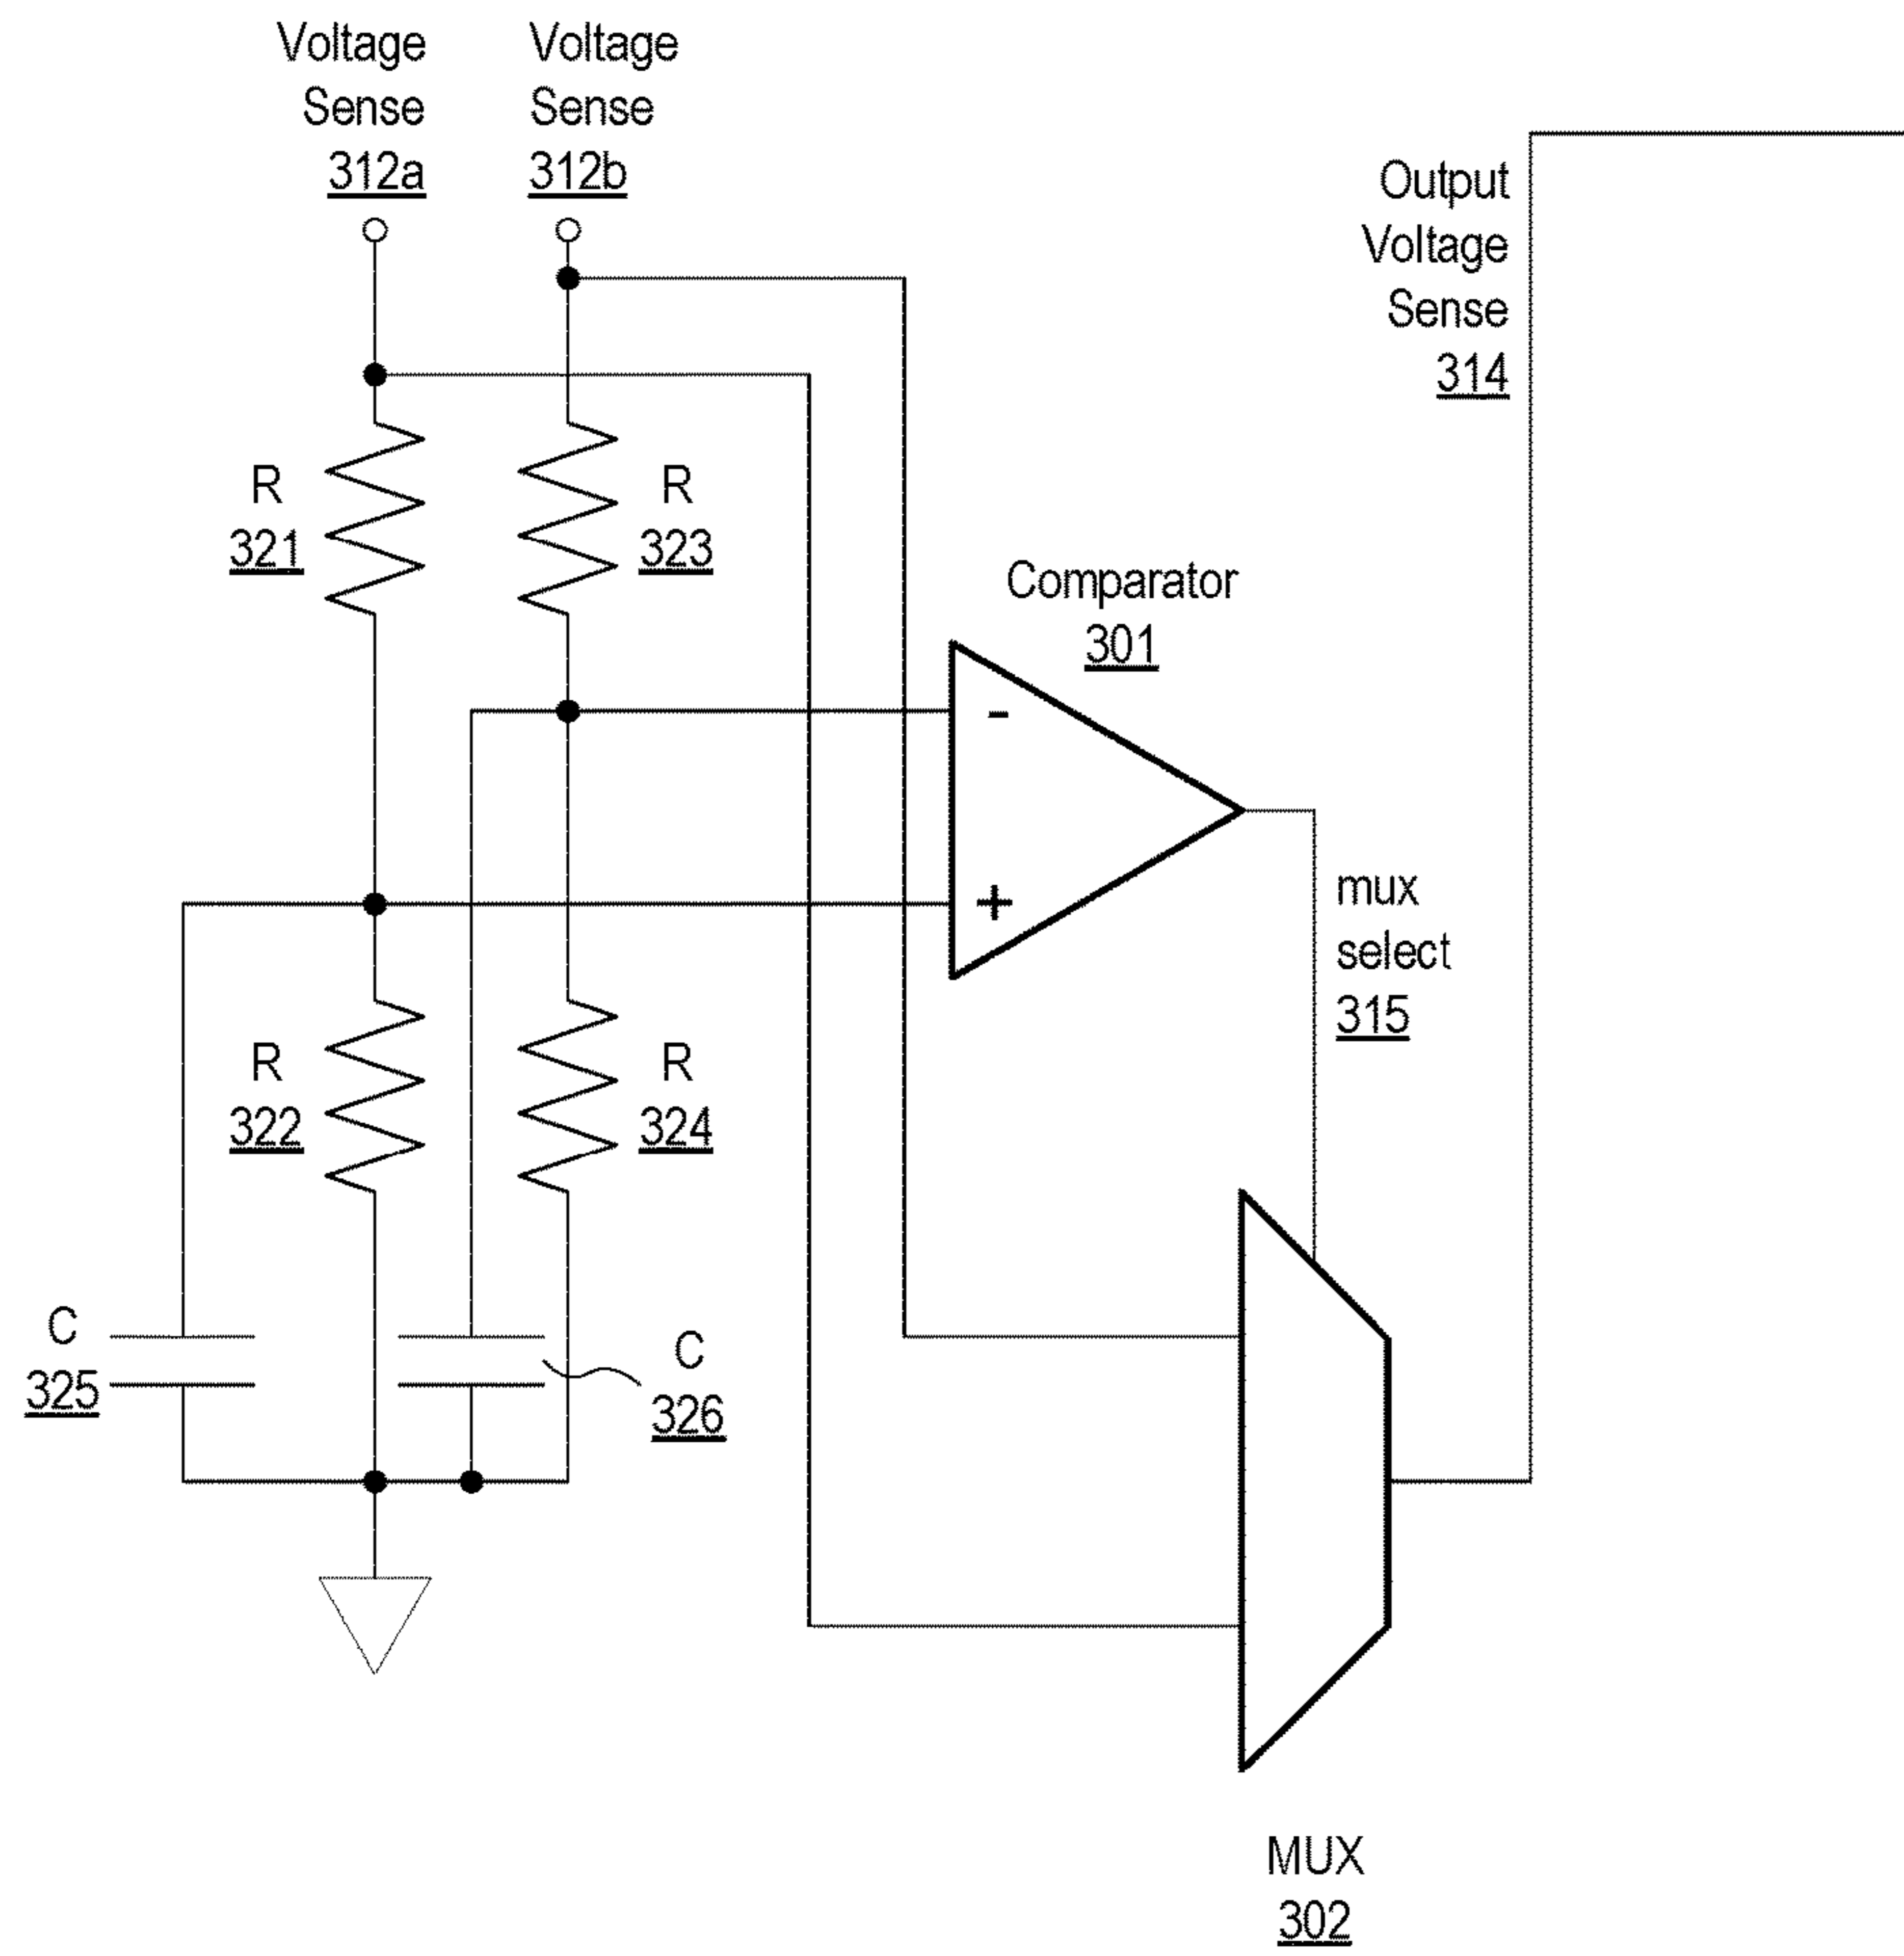 Voltage
Sense
312a
Voltage
Sense
312b
Output
Voltage
Sense
314
R
321
R
323
Comparator
301
-
+
mux
select
315
R
322
R
324
C
325
C
326
MUX
302